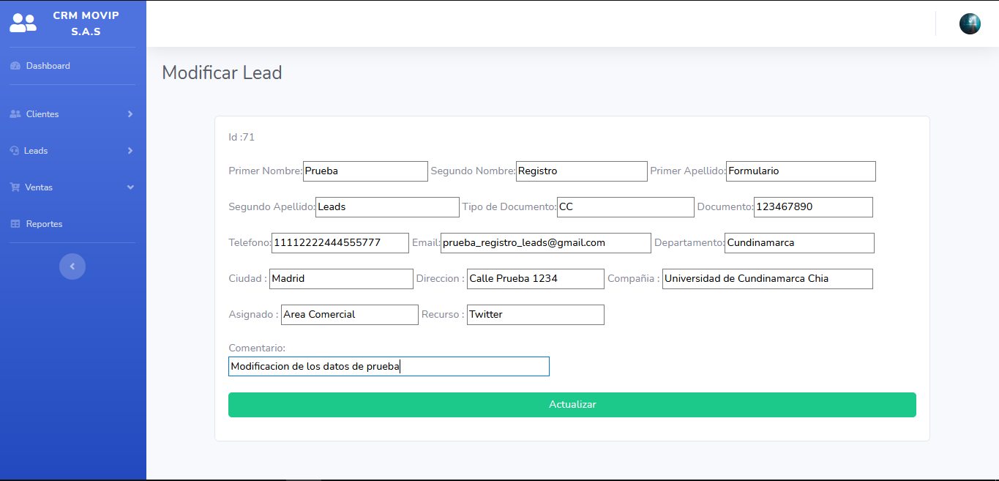 CRM MOVIP
S.A.S
Dashboard
Clientes
Leads
Ventas
Reportes
Modificar Lead
Id :71
Primer Nombre: Prueba Segundo Nombre: Registro Primer Apellido: Formulario
Segundo Apellido: Leads Tipo de Documento: CC Documento: 123467890
Telefono: 11112222444555777 Email: prueba_registro_leads@gmail.com Departamento: Cundinamarca
Ciudad : Madrid Direccion : Calle Prueba 1234 Compañia : Universidad de Cundinamarca Chia
Asignado : Area Comercial Recurso : Twitter
Comentario:
Modificacion de los datos de prueba
Actualizar